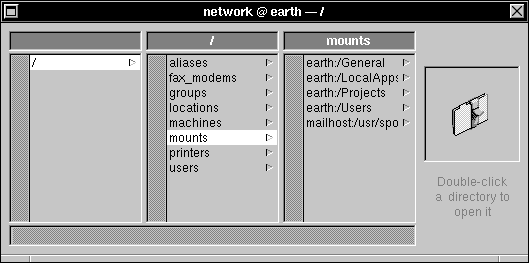 network @ earth — /
/
mounts
/
aliases
fax_modems
groups
locations
machines
mounts
printers
users
earth:/General
earth:/LocalApps
earth:/Projects
earth:/Users
mailhost:/usr/spo
Double-click
a directory to
open it